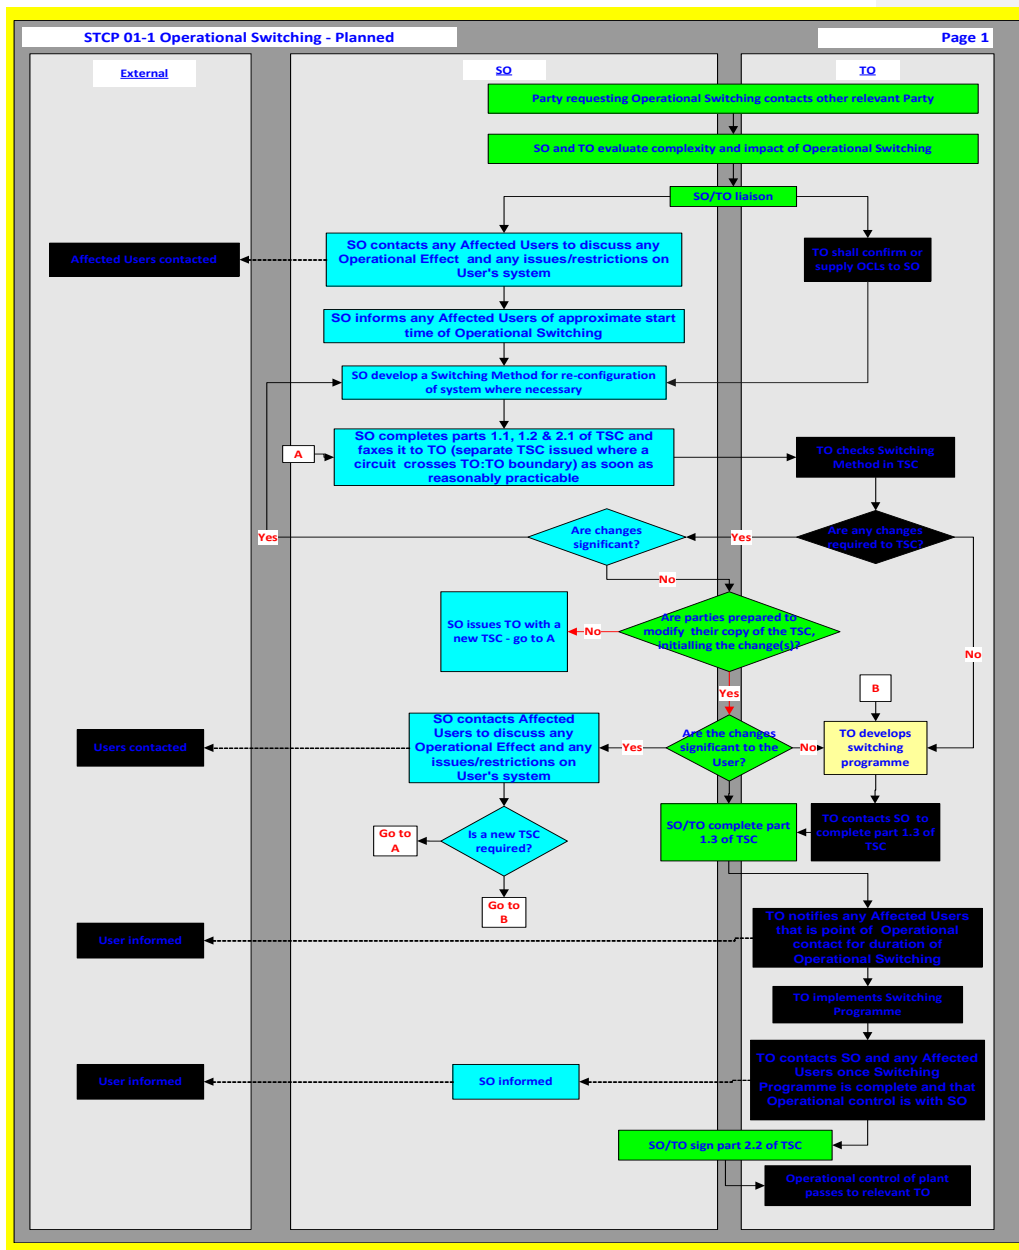 STCP 01-1 Operational Switching - Planned
Page 1
External
SO
TO
Party requesting Operational Switching contacts other relevant Party
SO and TO evaluate complexity and impact of Operational Switching
SO/TO liaison
SO contacts any Affected Users to discuss any
Operational Effect and any issues/restrictions on
User's system
Affected Users contacted
TO shall confirm or
supply OCLs to SO
SO informs any Affected Users of approximate start
time of Operational Switching
SO develop a Switching Method for re-configuration
of system where necessary
A
SO completes parts 1.1, 1.2 & 2.1 of TSC and
faxes it to TO (separate TSC issued where a
circuit crosses TO:TO boundary) as soon as
reasonably practicable
TO checks Switching
Method in TSC
Yes
Are changes
significant?
Yes
Are any changes
required to TSC?
No
SO issues TO with a
new TSC - go to A
No
Are parties prepared to
modify their copy of the TSC,
initialling the change(s)?
No
Yes
B
Users contacted
SO contacts Affected
Users to discuss any
Operational Effect and any
issues/restrictions on
User's system
Yes
Are the changes
significant to the
User?
No
TO develops
switching
programme
Go to
A
Is a new TSC
required?
SO/TO complete part
1.3 of TSC
TO contacts SO to
complete part 1.3 of
TSC
Go to
B
User informed
TO notifies any Affected Users
that is point of Operational
contact for duration of
Operational Switching
TO implements Switching
Programme
User informed
SO informed
TO contacts SO and any Affected
Users once Switching
Programme is complete and that
Operational control is with SO
SO/TO sign part 2.2 of TSC
Operational control of plant
passes to relevant TO